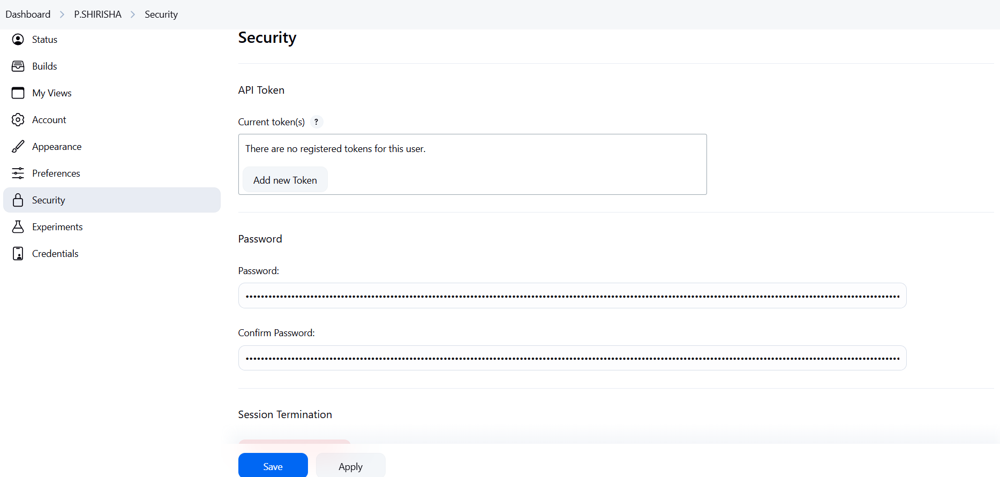 Dashboard > P.SHIRISHA > Security
Status
Builds
My Views
Account
Appearance
Preferences
Security
Experiments
Credentials
Security
API Token
Current token(s) ?
There are no registered tokens for this user.
Add new Token
Password
Password:
Confirm Password:
Session Termination
Save
Apply